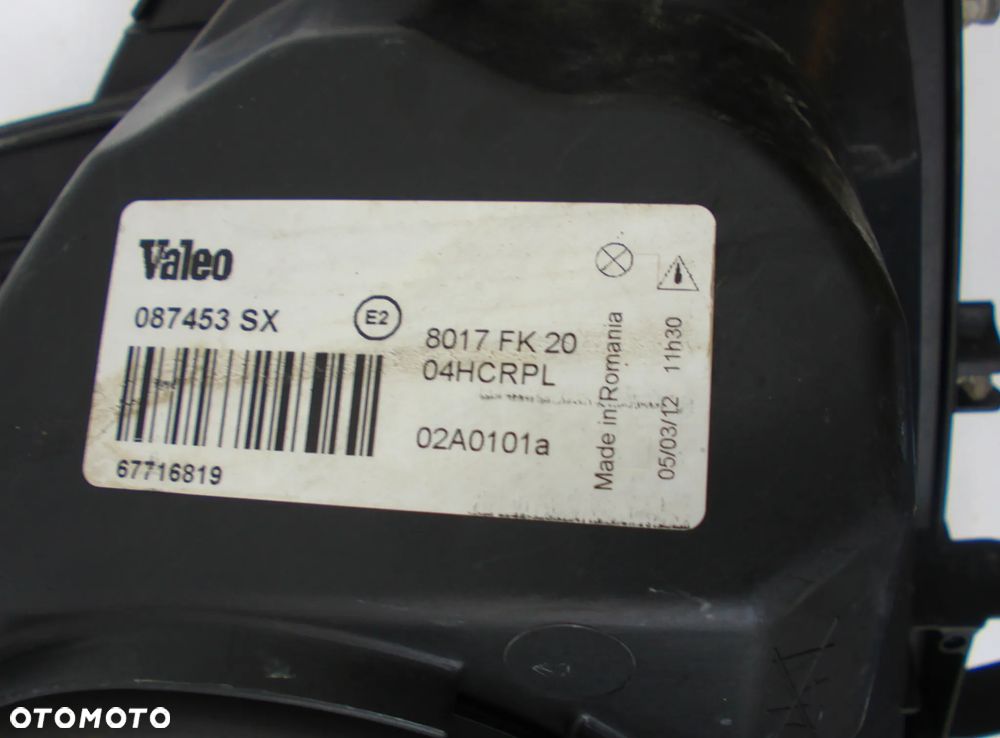 Valeo
087453 SX
E2
8017 FK 20
04HCRPL
02A0101a
67716819
Made in Romania
05/03/12 11h30
OTOMOTO